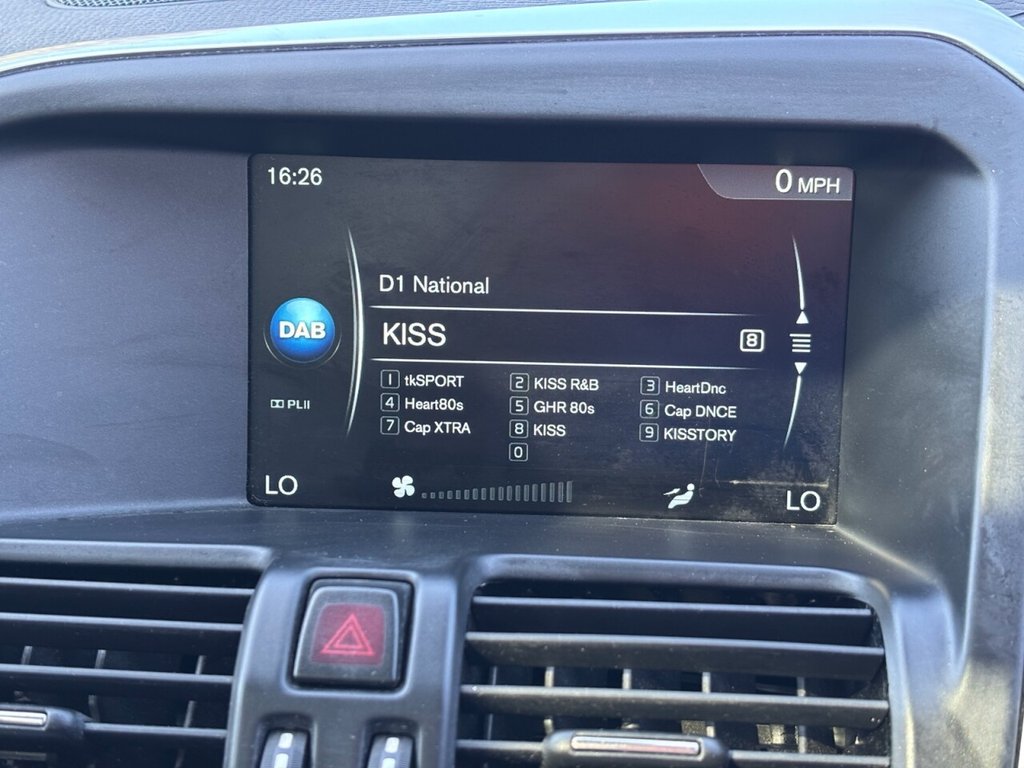 16:26 0 MPH
D1 National
DAB KISS 8
1 tkSPORT 2 KISS R&B 3 HeartDnc
PLII 4 Heart80s 5 GHR 80s 6 Cap DNCE
7 Cap XTRA 8 KISS 9 KISSTORY
0
LO LO